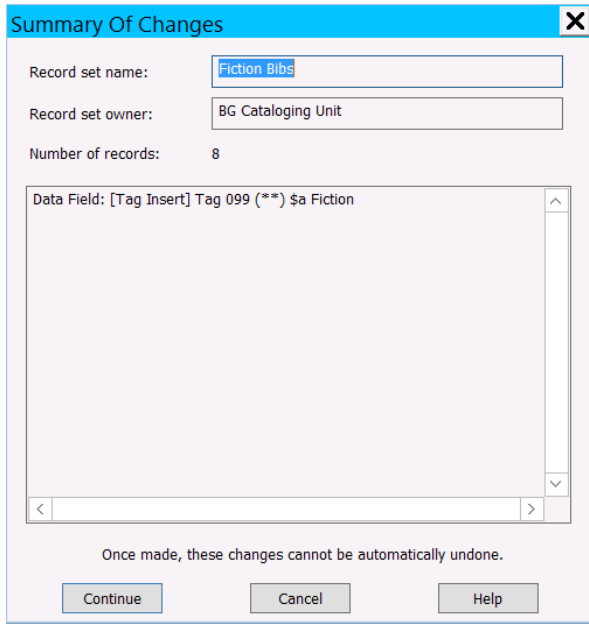 Summary Of Changes
Record set name: Fiction Bibs
Record set owner: BG Cataloging Unit
Number of records: 8
Data Field: [Tag Insert] Tag 099 (**) $a Fiction
Once made, these changes cannot be automatically undone.
Continue Cancel Help